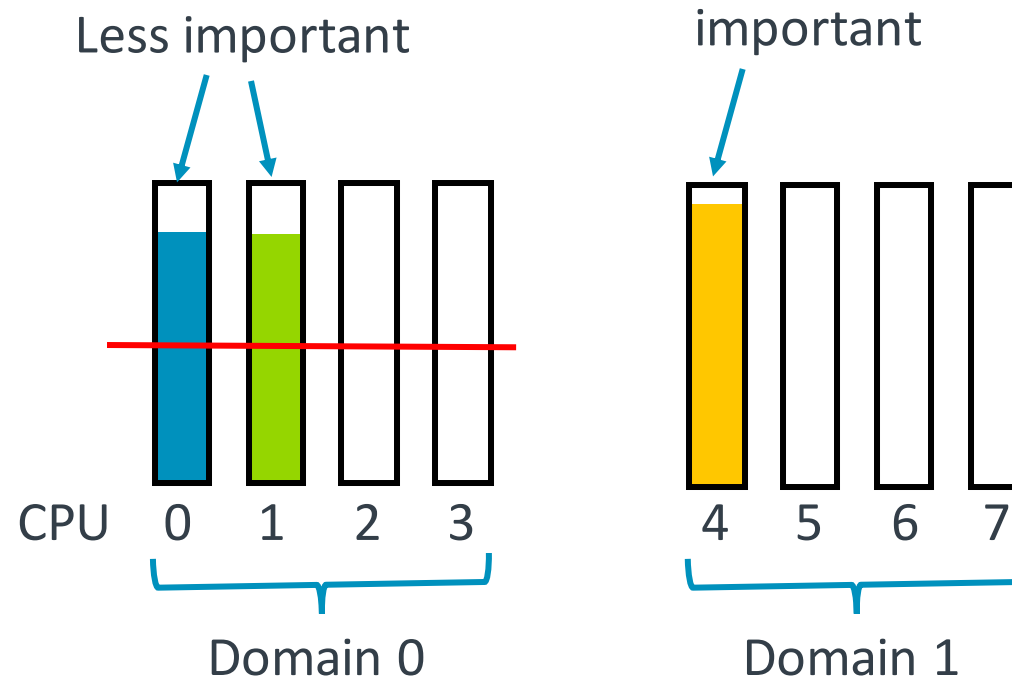 Less important
important
CPU 0 1 2 3 4 5 6 7
Domain 0
Domain 1